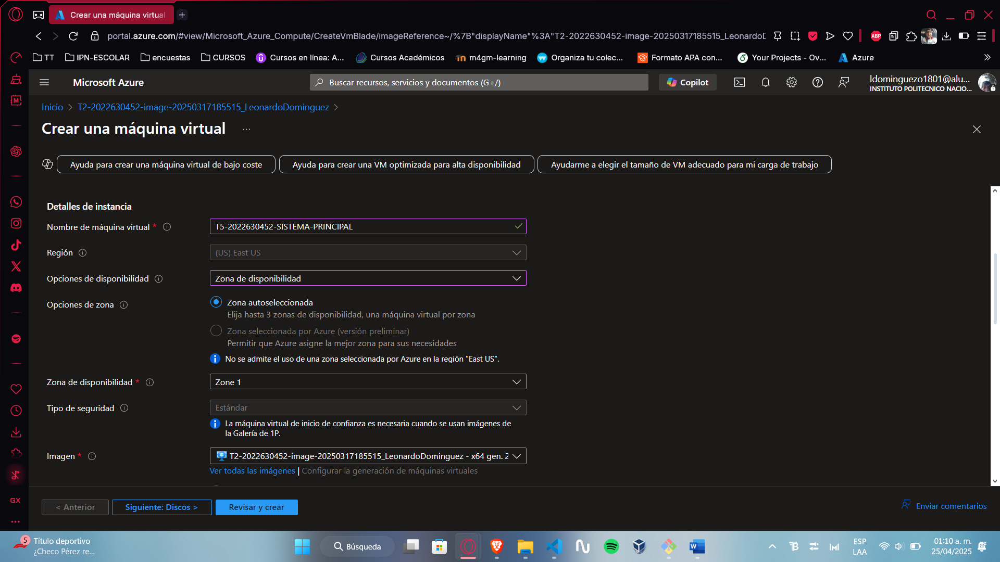 Crear una máquina virtual
portal.azure.com/#view/Microsoft_Azure_Compute/CreateVmBlade/imageReference~/%7B"displayName"%3A"T2-2022630452-image-20250317185515_LeonardoD
ABP
TT
IPN-ESCOLAR
encuestas
CURSOS
Cursos en línea: A...
Cursos Académicos
m4gm-learning
Organiza tu colec...
Formato APA con...
Your Projects - Ov...
Azure
Microsoft Azure
Buscar recursos, servicios y documentos (G+/)
Copilot
ldominguezo1801@alu...
INSTITUTO POLITECNICO NACIO...
Inicio > T2-2022630452-image-20250317185515_LeonardoDominguez >
Crear una máquina virtual ...
Ayuda para crear una máquina virtual de bajo coste
Ayuda para crear una VM optimizada para alta disponibilidad
Ayudarme a elegir el tamaño de VM adecuado para mi carga de trabajo
Detalles de instancia
Nombre de máquina virtual *
T5-2022630452-SISTEMA-PRINCIPAL
Región
(US) East US
Opciones de disponibilidad
Zona de disponibilidad
Opciones de zona
Zona autoseleccionada
Elija hasta 3 zonas de disponibilidad, una máquina virtual por zona
Zona seleccionada por Azure (versión preliminar)
Permitir que Azure asigne la mejor zona para sus necesidades
No se admite el uso de una zona seleccionada por Azure en la región "East US".
Zona de disponibilidad *
Zone 1
Tipo de seguridad
Estándar
La máquina virtual de inicio de confianza es necesaria cuando se usan imágenes de
la Galería de 1P.
Imagen *
T2-2022630452-image-20250317185515_LeonardoDominguez - x64 gen. 2
Ver todas las imágenes | Configurar la generación de máquinas virtuales
GX
< Anterior
Siguiente: Discos >
Revisar y crear
Enviar comentarios
5
Título deportivo
¿Checo Pérez re...
Búsqueda
ESP
LAA
01:10 a. m.
25/04/2025